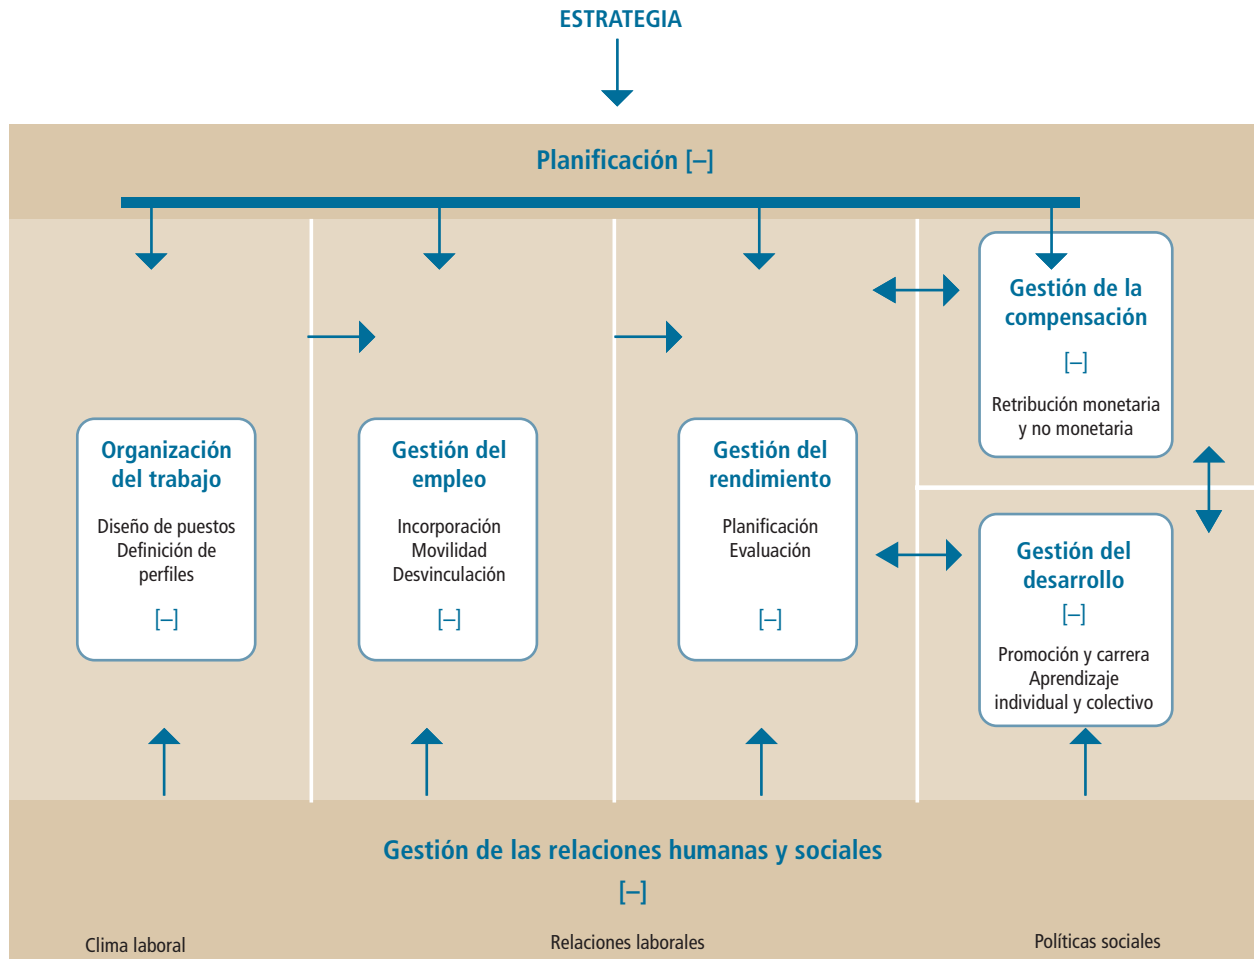 ESTRATEGIA
Planificación [–]
Organización
del trabajo
Diseño de puestos
Definición de
perfiles
[–]
Gestión del
empleo
Incorporación
Movilidad
Desvinculación
[–]
Gestión del
rendimiento
Planificación
Evaluación
[–]
Gestión de la
compensación
[–]
Retribución monetaria
y no monetaria
Gestión del
desarrollo
[–]
Promoción y carrera
Aprendizaje
individual y colectivo
Gestión de las relaciones humanas y sociales
[–]
Clima laboral
Relaciones laborales
Políticas sociales